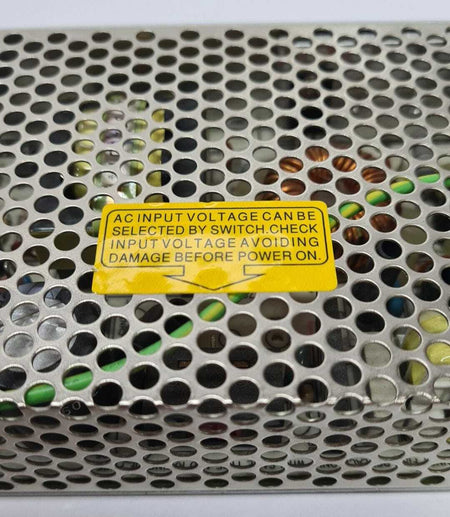 AC INPUT VOLTAGE CAN BE
SELECTED BY SWITCH.CHECK
INPUT VOLTAGE AVOIDING
DAMAGE BEFORE POWER ON.